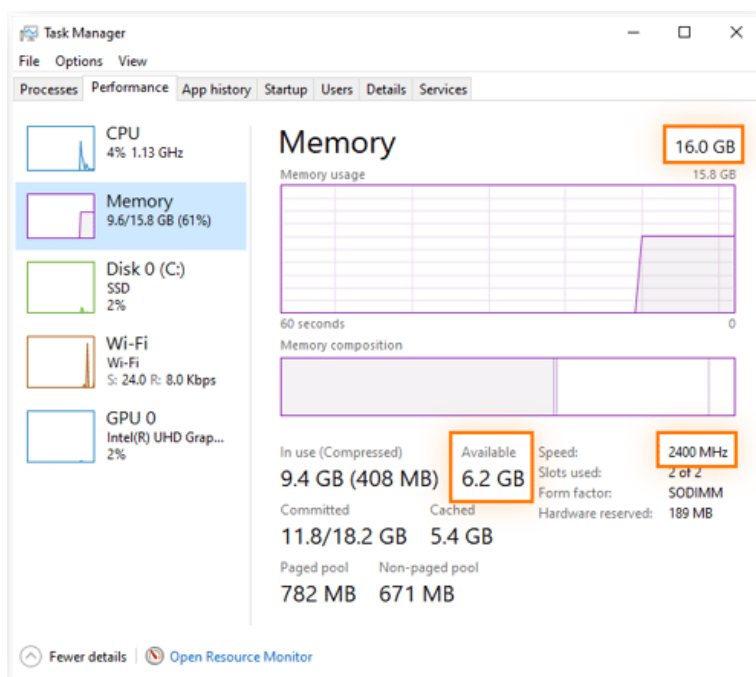 Task Manager
File Options View
Processes Performance App history Startup Users Details Services
CPU
4% 1.13 GHz
Memory
9.6/15.8 GB (61%)
Disk 0 (C:)
SSD
2%
Wi-Fi
Wi-Fi
S: 24.0 R: 8.0 Kbps
GPU 0
Intel(R) UHD Grap...
2%
Memory 16.0 GB
Memory usage 15.8 GB
60 seconds 0
Memory composition
In use (Compressed) Available
9.4 GB (408 MB) 6.2 GB
Committed Cached
11.8/18.2 GB 5.4 GB
Paged pool Non-paged pool
782 MB 671 MB
Speed: 2400 MHz
Slots used: 2 of 2
Form factor: SODIMM
Hardware reserved: 189 MB
Fewer details Open Resource Monitor